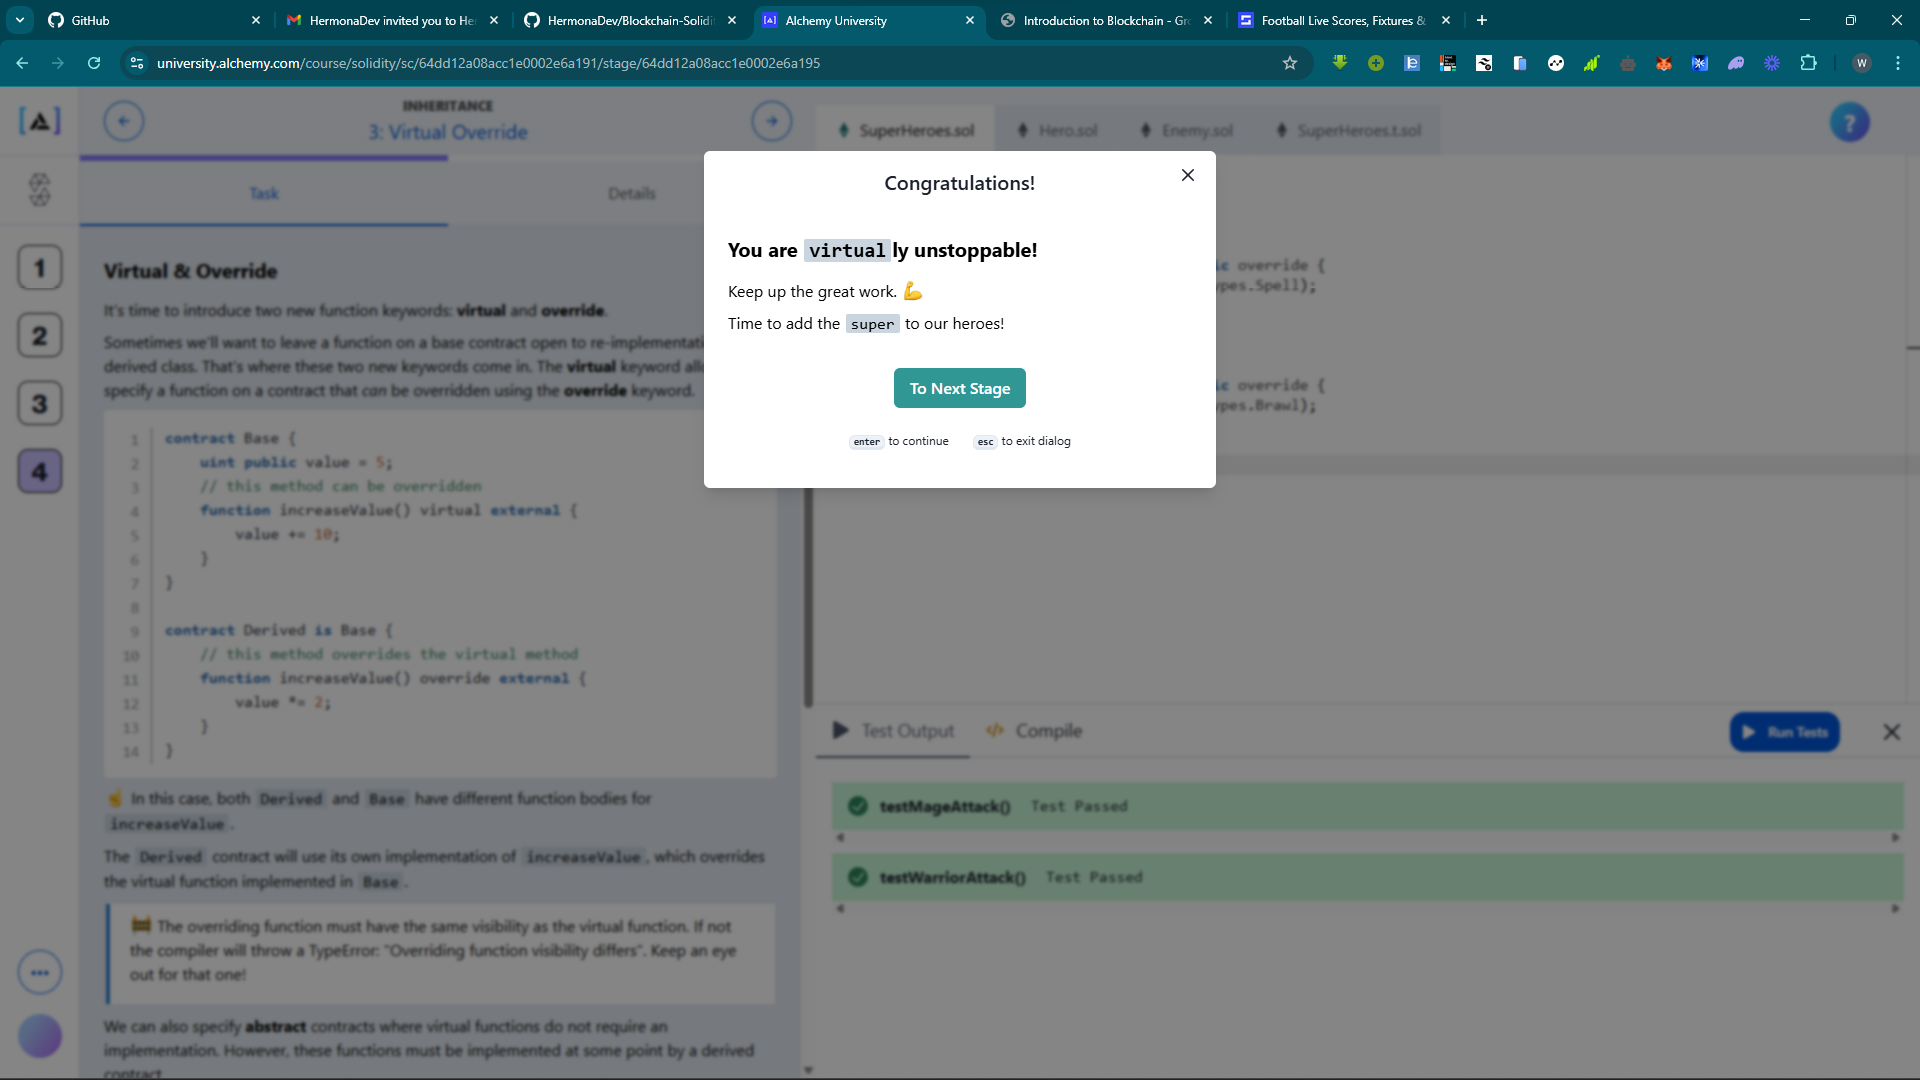 GitHub
HermonaDev invited you to He
HermonaDev/Blockchain-Solidi
Alchemy University
Introduction to Blockchain - Gr
Football Live Scores, Fixtures &
university.alchemy.com/course/solidity/sc/64dd12a08acc1e0002e6a191/stage/64dd12a08acc1e0002e6a195
W
INHERITANCE
3: Virtual Override
SuperHeroes.sol
Hero.sol
Enemy.sol
SuperHeroes.t.sol
?
Task
Details
1
2
3
4
Virtual & Override
It's time to introduce two new function keywords: virtual and override.
Sometimes we'll want to leave a function on a base contract open to re-implementati
derived class. That's where these two new keywords come in. The virtual keyword all
specify a function on a contract that can be overridden using the override keyword.
1 contract Base {
2 uint public value = 5;
3 // this method can be overridden
4 function increaseValue() virtual external {
5 value += 10;
6 }
7 }
8
9 contract Derived is Base {
10 // this method overrides the virtual method
11 function increaseValue() override external {
12 value *= 2;
13 }
14 }
☝️ In this case, both Derived and Base have different function bodies for
increaseValue.
The Derived contract will use its own implementation of increaseValue, which overrides
the virtual function implemented in Base.
🚧 The overriding function must have the same visibility as the virtual function. If not
the compiler will throw a TypeError: "Overriding function visibility differs". Keep an eye
out for that one!
We can also specify abstract contracts where virtual functions do not require an
implementation. However, these functions must be implemented at some point by a derived
contract
Congratulations!
You are virtually unstoppable!
Keep up the great work. 💪
Time to add the super to our heroes!
To Next Stage
enter to continue esc to exit dialog
ic override {
ypes.Spell);
ic override {
ypes.Brawl);
Test Output
Compile
Run Tests
testMageAttack() Test Passed
testWarriorAttack() Test Passed